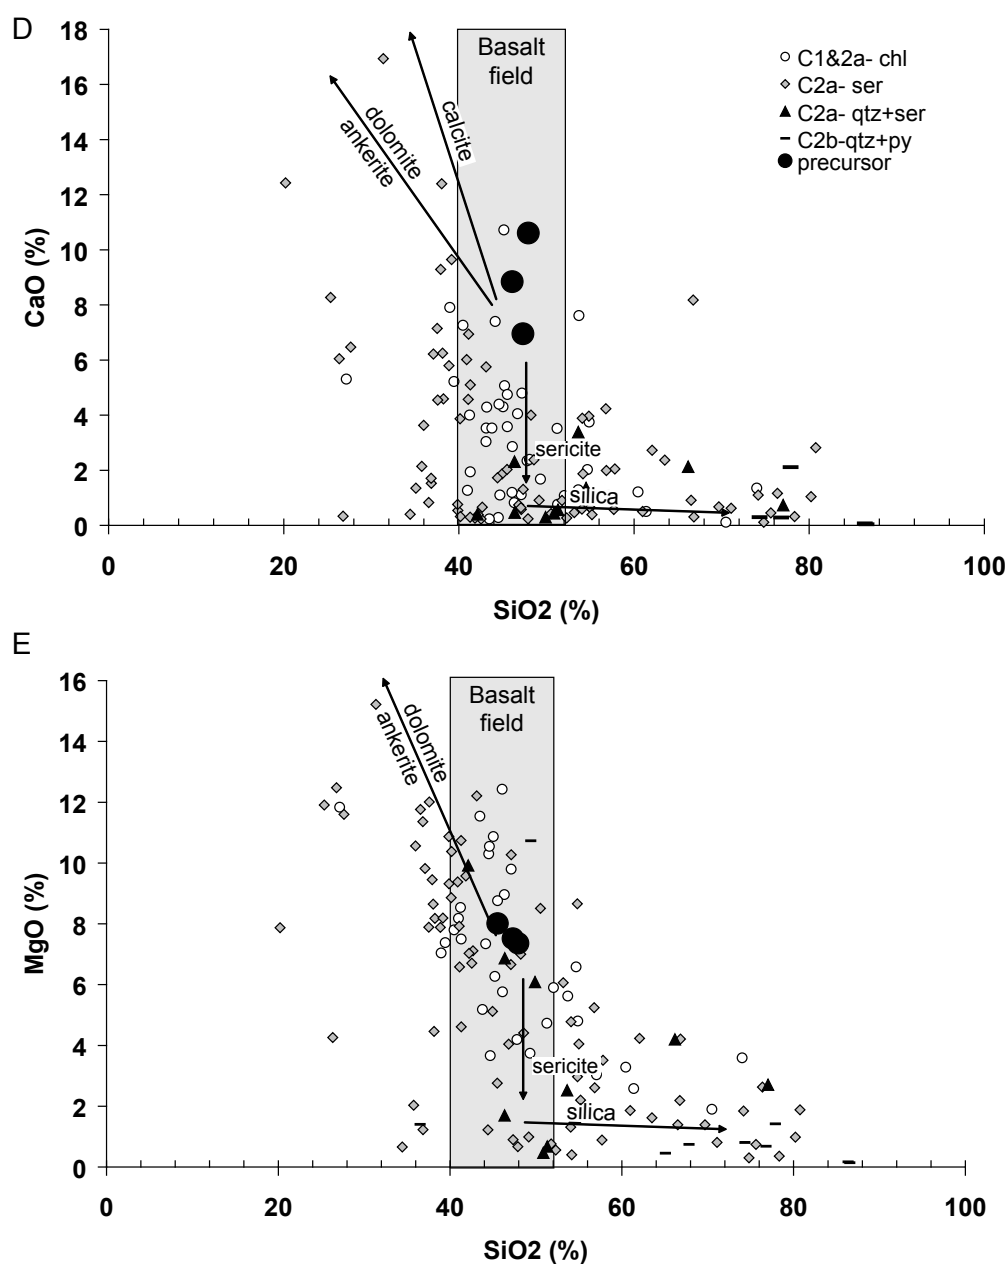 D
18
16
14
12
10
8
6
4
2
0
CaO (%)
0 20 40 60 80 100
SiO2 (%)
Basalt
field
dolomite
ankerite
calcite
sericite
silica
C1&2a- chl
C2a- ser
C2a- qtz+ser
C2b-qtz+py
precursor
E
16
14
12
10
8
6
4
2
0
MgO (%)
0 20 40 60 80 100
SiO2 (%)
Basalt
field
dolomite
ankerite
sericite
silica